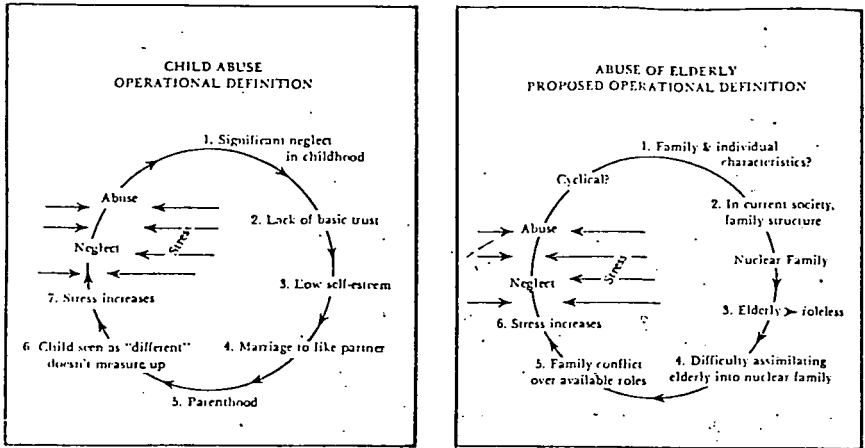 CHILD ABUSE
OPERATIONAL DEFINITION
1. Significant neglect
in childhood
2. Lack of basic trust
3. Low self-esteem
4. Marriage to like partner
5. Parenthood
6. Child seen as "different"
doesn't measure up
7. Stress increases
Neglect
Abuse
Stress
ABUSE OF ELDERLY
PROPOSED OPERATIONAL DEFINITION
1. Family & individual
characteristics?
2. In current society,
family structure
Nuclear Family
3. Elderly > roleless
4. Difficulty assimilating
elderly into nuclear family
5. Family conflict
over available roles
6. Stress increases
Neglect
Abuse
Cyclical?
Stress